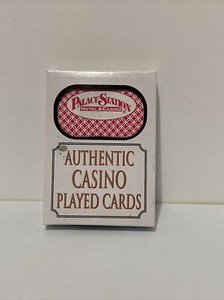 PALACE STATION
HOTEL & CASINO
AUTHENTIC
CASINO
PLAYED CARDS